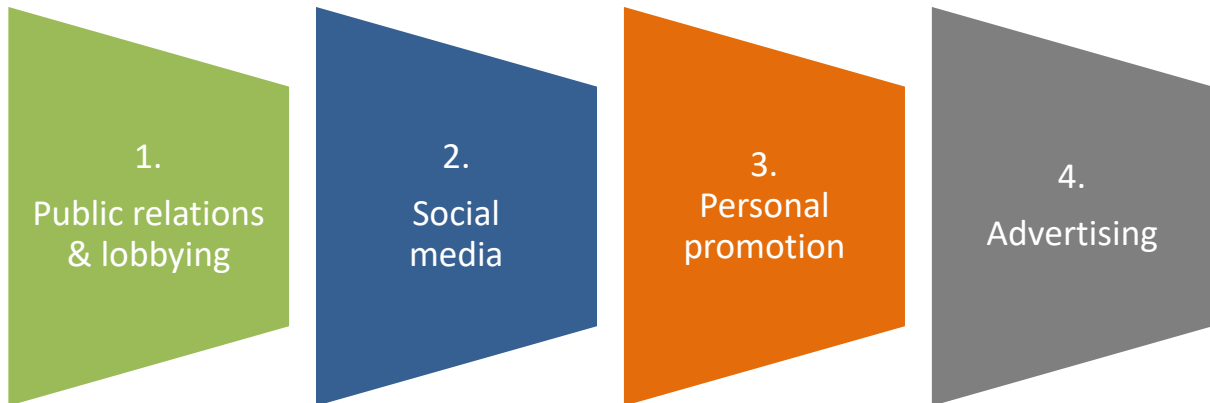 1.
Public relations
& lobbying
2.
Social
media
3.
Personal
promotion
4.
Advertising